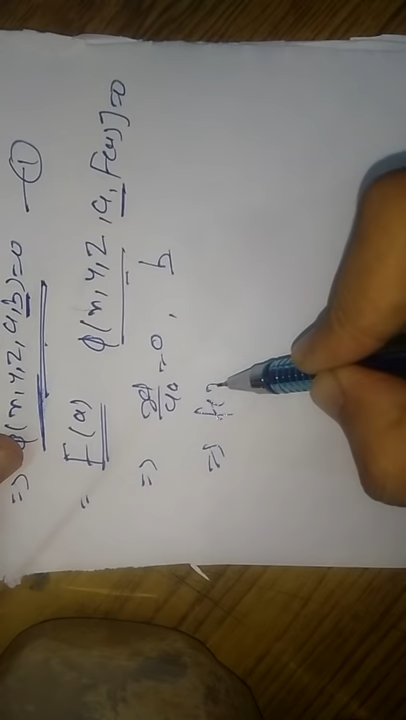 => φ(x, y, z, a, b) = 0 — ①
= F(a) φ(x, y, z, a, F(a)] = 0
=> ∂φ/∂a = 0, b
=> f(